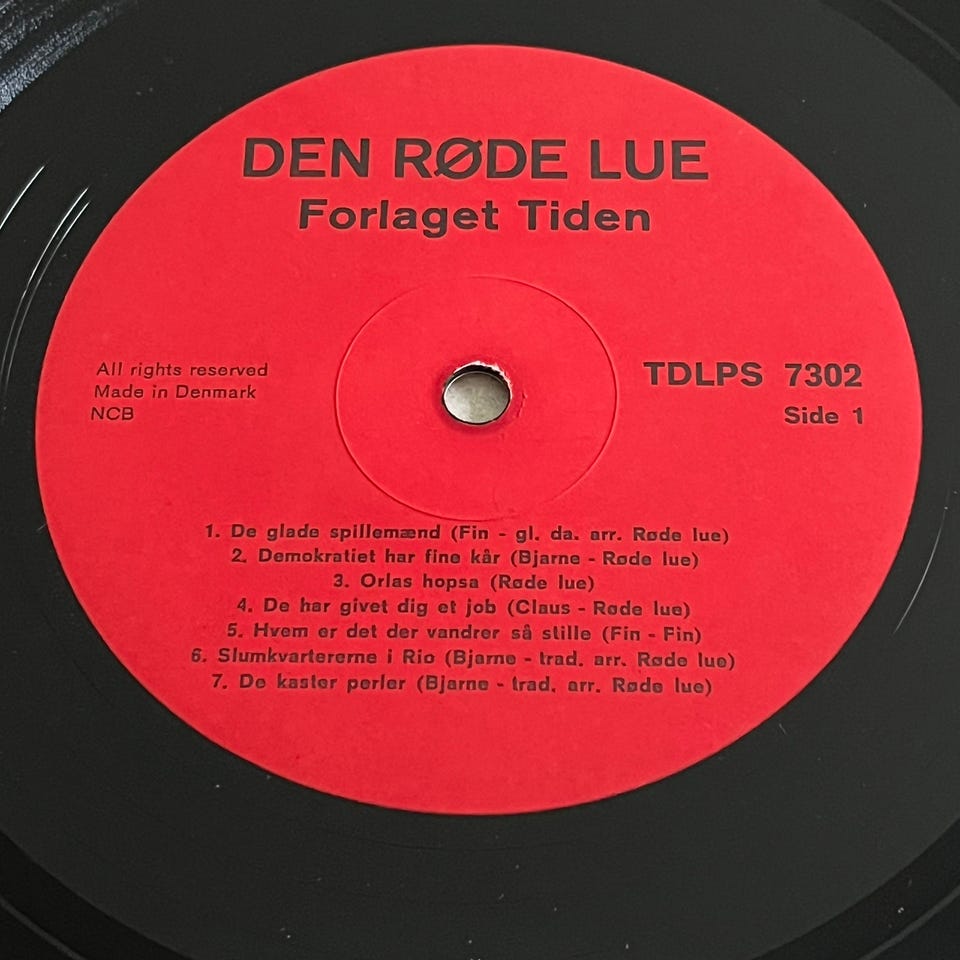 DEN RØDE LUE
Forlaget Tiden
All rights reserved
Made in Denmark
NCB
TDLPS 7302
Side 1
1. De glade spillemænd (Fin - gl. da. arr. Røde lue)
2. Demokratiet har fine kår (Bjarne - Røde lue)
3. Orlas hopsa (Røde lue)
4. De har givet dig et job (Claus - Røde lue)
5. Hvem er det der vandrer så stille (Fin - Fin)
6. Slumkvartererne i Rio (Bjarne - trad. arr. Røde lue)
7. De kaster perler (Bjarne - trad. arr. Røde lue)